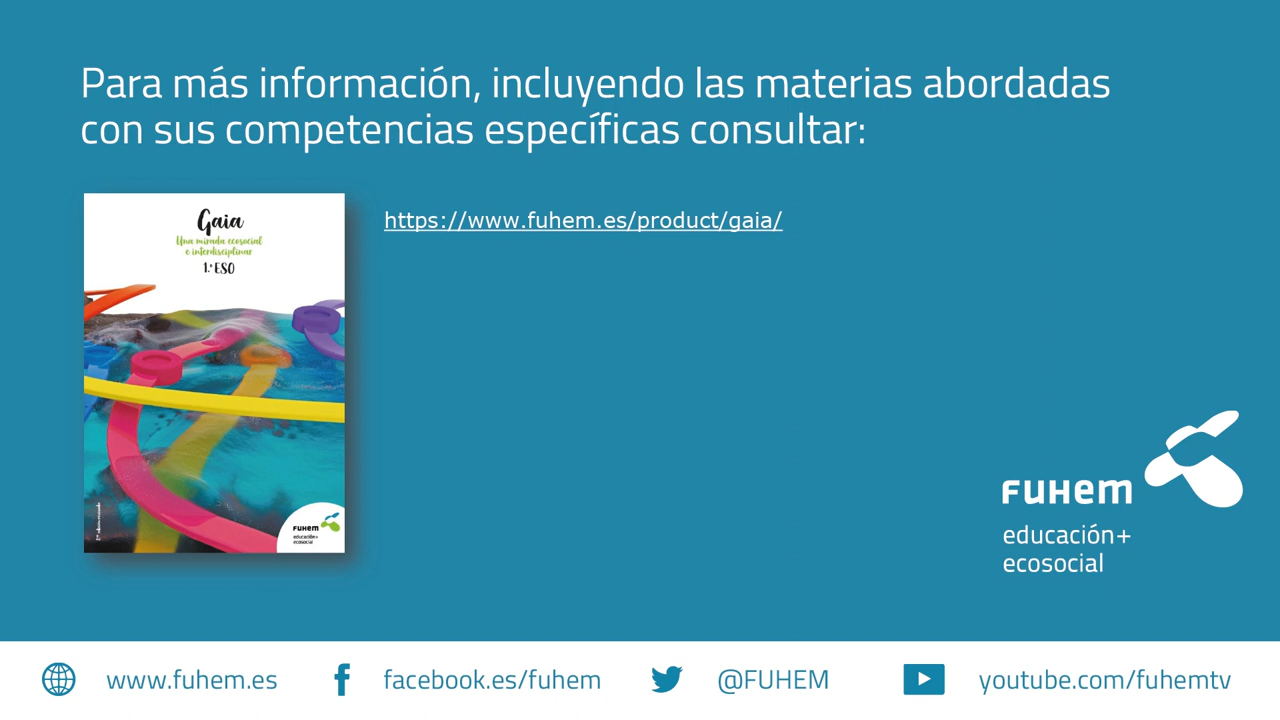 Para más información, incluyendo las materias abordadas
con sus competencias específicas consultar:
Gaia
Una mirada ecosocial
e interdisciplinar
1.º ESO
FUHem
educación+
ecosocial
https://www.fuhem.es/product/gaia/
FUHem
educación+
ecosocial
www.fuhem.es
facebook.es/fuhem
@FUHEM
youtube.com/fuhemtv